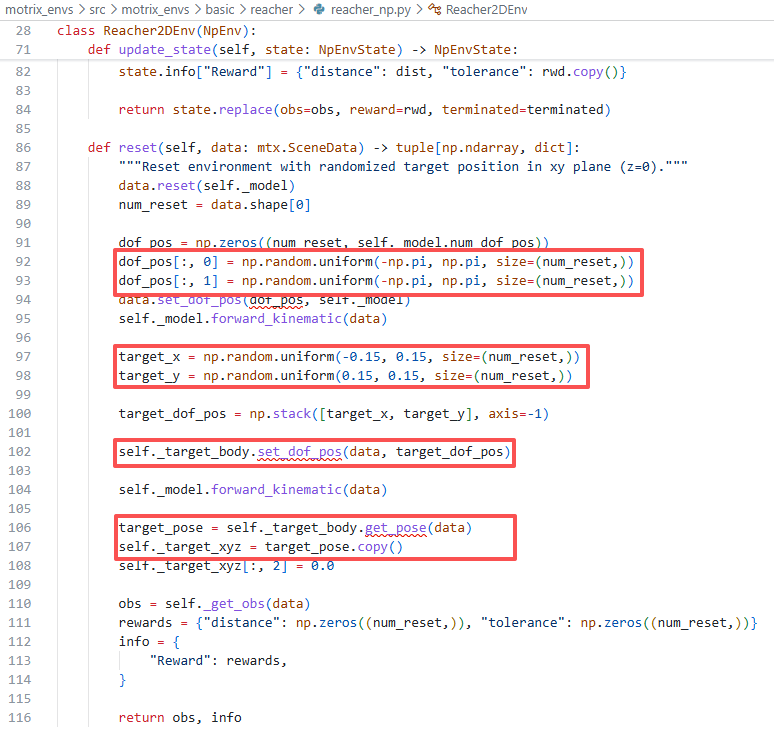 motrix_envs > src > motrix_envs > basic > reacher > reacher_np.py > Reacher2DEnv
28 class Reacher2DEnv(NpEnv):
71     def update_state(self, state: NpEnvState) -> NpEnvState:
82         state.info["Reward"] = {"distance": dist, "tolerance": rwd.copy()}
83
84         return state.replace(obs=obs, reward=rwd, terminated=terminated)
85
86     def reset(self, data: mtx.SceneData) -> tuple[np.ndarray, dict]:
87         """Reset environment with randomized target position in xy plane (z=0)."""
88         data.reset(self._model)
89         num_reset = data.shape[0]
90
91         dof_pos = np.zeros((num_reset, self._model.num_dof_pos))
92         dof_pos[:, 0] = np.random.uniform(-np.pi, np.pi, size=(num_reset,))
93         dof_pos[:, 1] = np.random.uniform(-np.pi, np.pi, size=(num_reset,))
94         data.set_dof_pos(dof_pos, self._model)
95         self._model.forward_kinematic(data)
96
97         target_x = np.random.uniform(-0.15, 0.15, size=(num_reset,))
98         target_y = np.random.uniform(0.15, 0.15, size=(num_reset,))
99
100         target_dof_pos = np.stack([target_x, target_y], axis=-1)
101
102         self._target_body.set_dof_pos(data, target_dof_pos)
103
104         self._model.forward_kinematic(data)
105
106         target_pose = self._target_body.get_pose(data)
107         self._target_xyz = target_pose.copy()
108         self._target_xyz[:, 2] = 0.0
109
110         obs = self._get_obs(data)
111         rewards = {"distance": np.zeros((num_reset,)), "tolerance": np.zeros((num_reset,))}
112         info = {
113             "Reward": rewards,
114         }
115
116         return obs, info